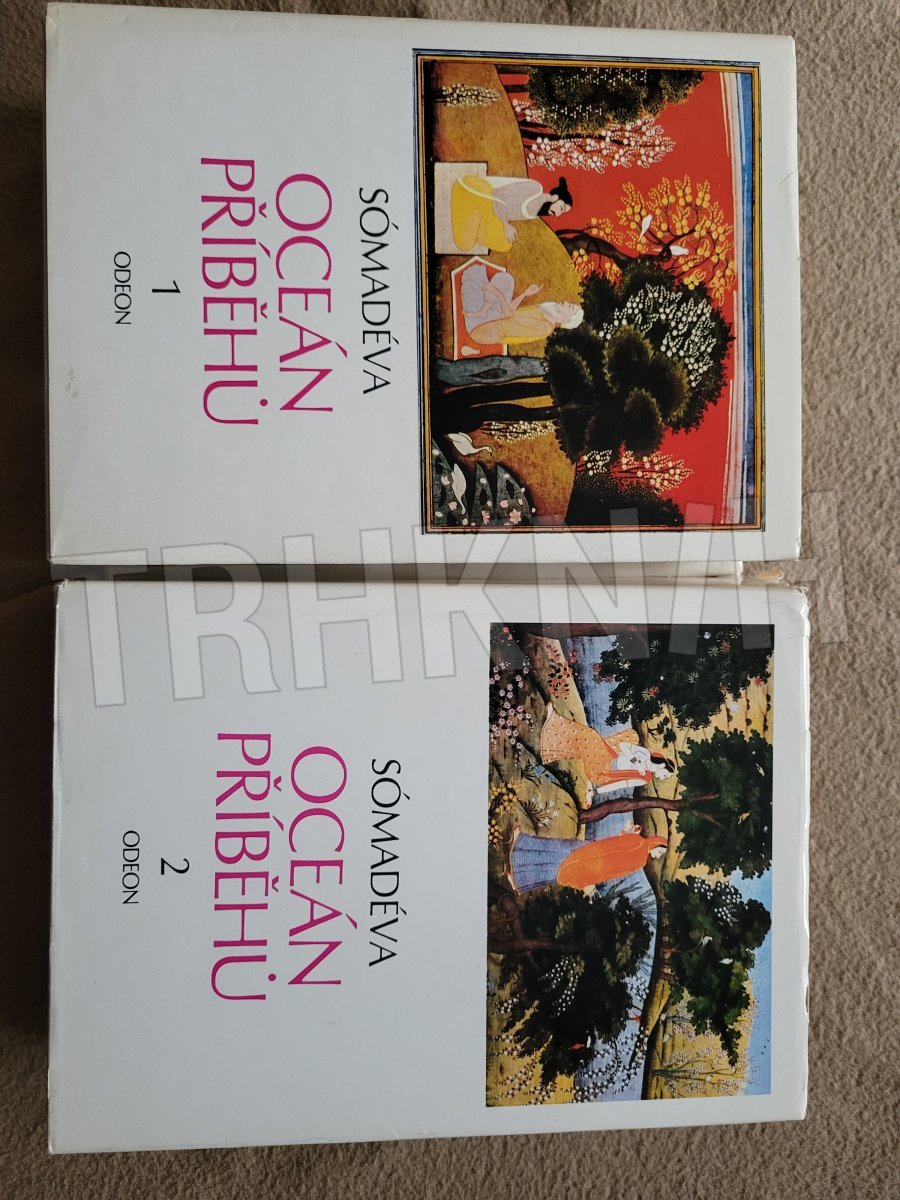 SÓMADÉVA
OCEÁN
PŘÍBĚHŮ
1
ODEON
SÓMADÉVA
OCEÁN
PŘÍBĚHŮ
2
ODEON
TRHKNIH